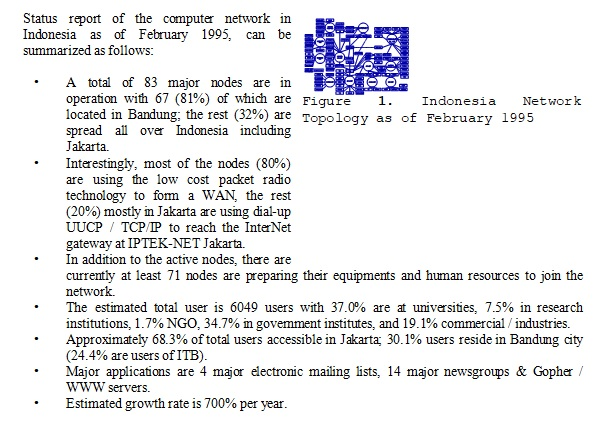 Status report of the computer network in
Indonesia as of February 1995, can be
summarized as follows:
• A total of 83 major nodes are in
operation with 67 (81%) of which are
located in Bandung; the rest (32%) are
spread all over Indonesia including
Jakarta.
• Interestingly, most of the nodes (80%)
are using the low cost packet radio
technology to form a WAN, the rest
(20%) mostly in Jakarta are using dial-up
UUCP / TCP/IP to reach the InterNet
gateway at IPTEK-NET Jakarta.
• In addition to the active nodes, there are
currently at least 71 nodes are preparing their equipments and human resources to join the
network.
• The estimated total user is 6049 users with 37.0% are at universities, 7.5% in research
institutions, 1.7% NGO, 34.7% in government institutes, and 19.1% commercial / industries.
• Approximately 68.3% of total users accessible in Jakarta; 30.1% users reside in Bandung city
(24.4% are users of ITB).
• Major applications are 4 major electronic mailing lists, 14 major newsgroups & Gopher /
WWW servers.
• Estimated growth rate is 700% per year.
Figure 1. Indonesia Network
Topology as of February 1995